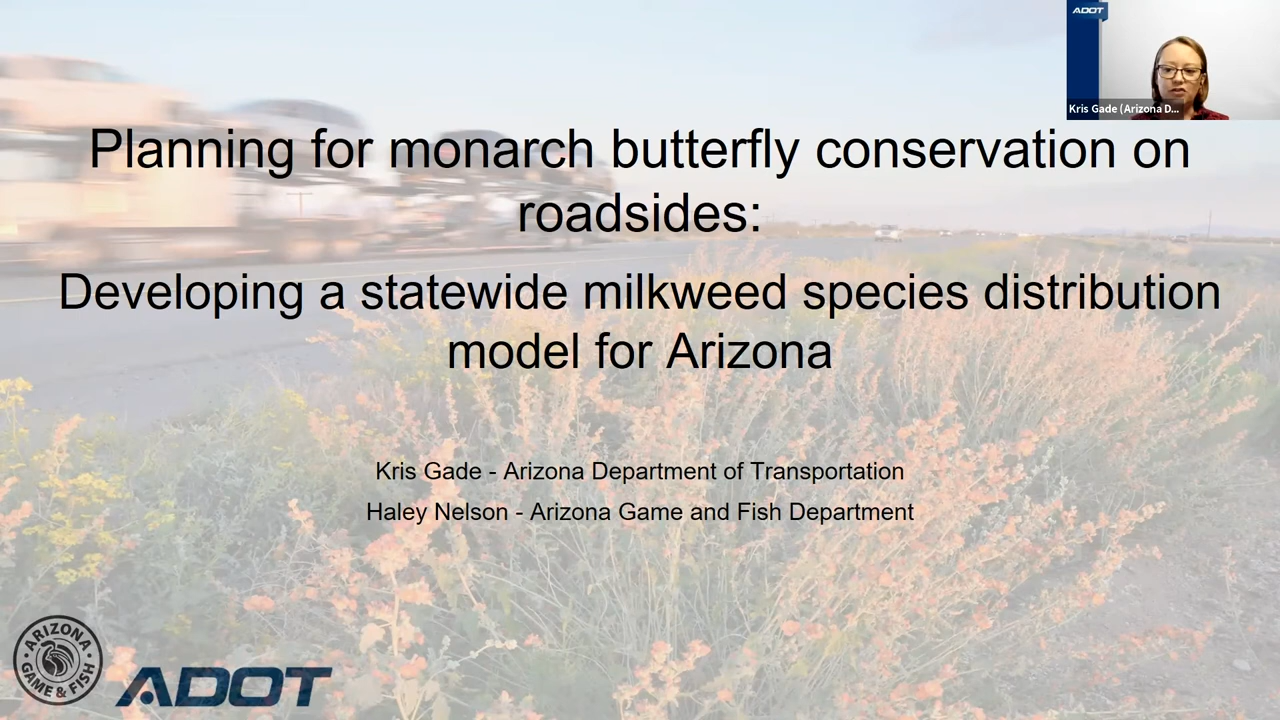 ADOT
Kris Gade (Arizona D...
Planning for monarch butterfly conservation on
roadsides:
Developing a statewide milkweed species distribution
model for Arizona
Kris Gade - Arizona Department of Transportation
Haley Nelson - Arizona Game and Fish Department
ARIZONA
GAME & FISH
ADOT